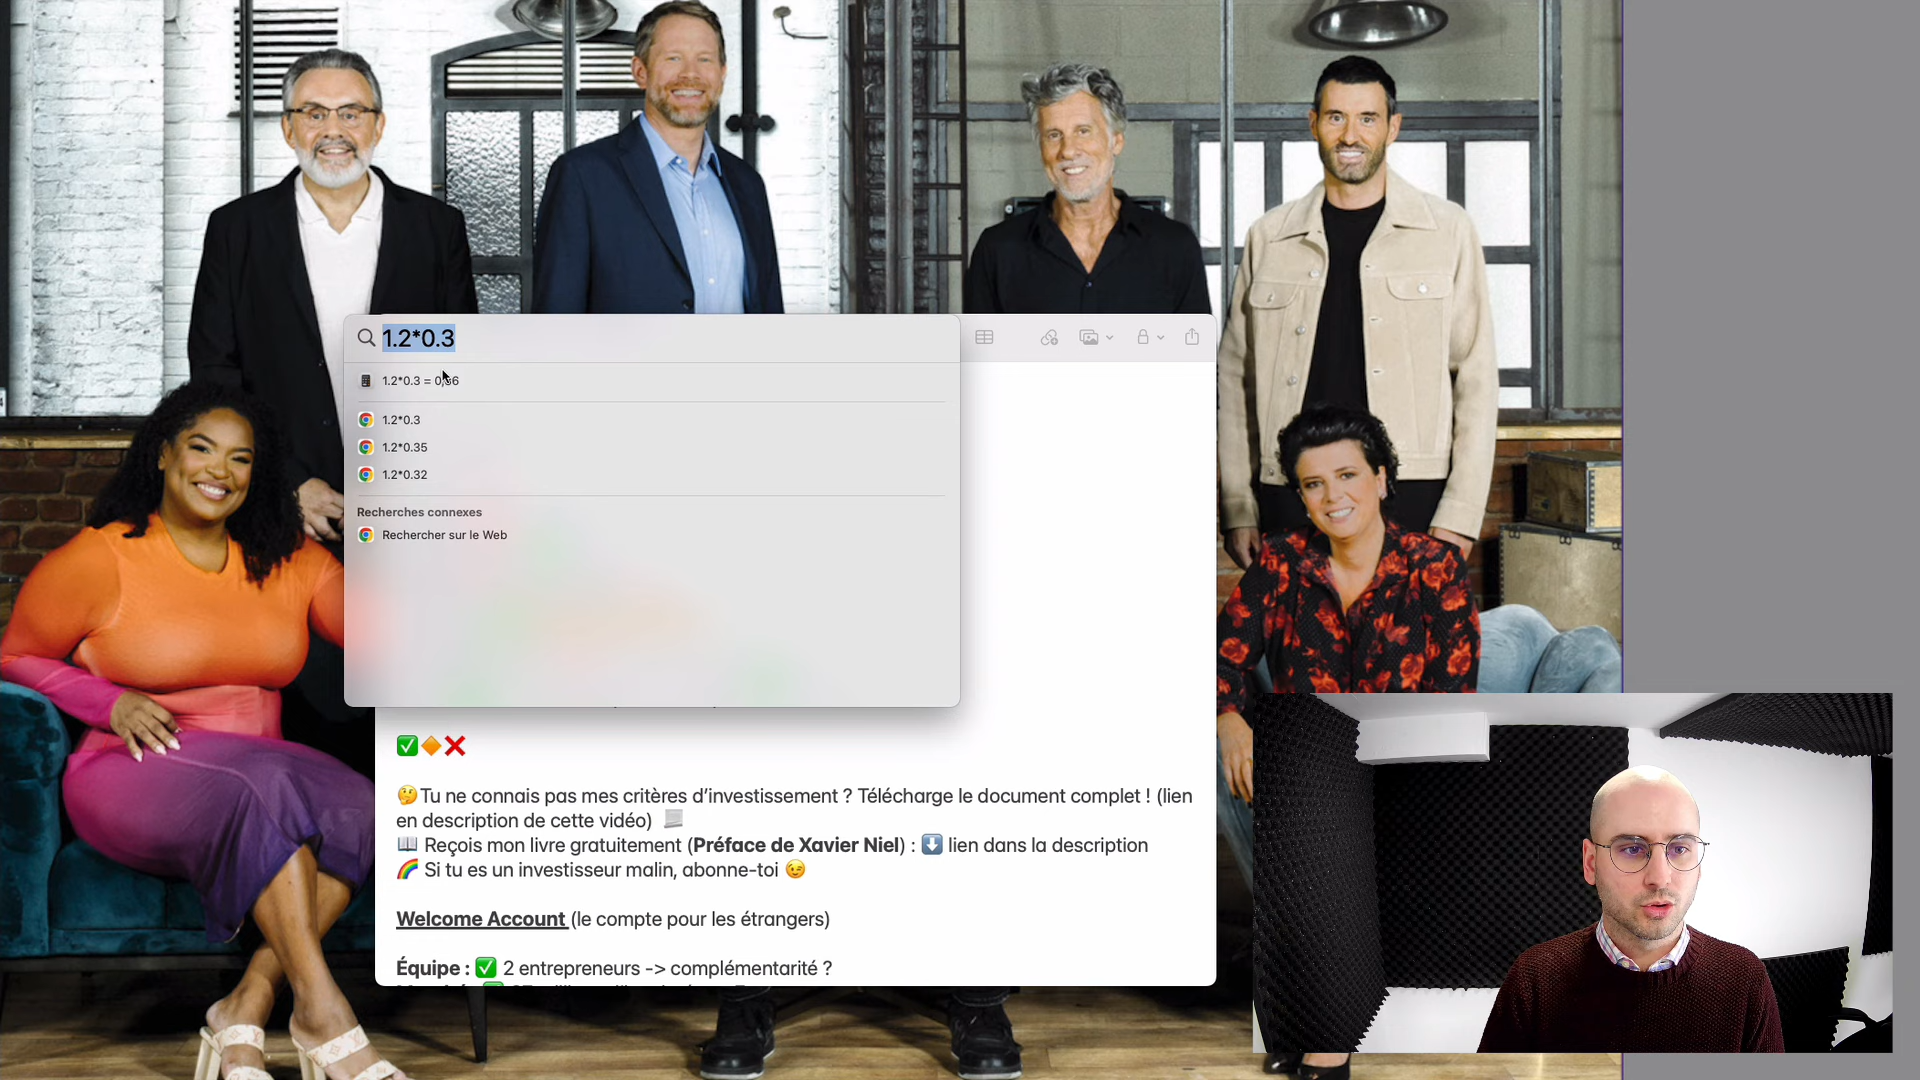 1.2*0.3
1.2*0.3 = 0,36
1.2*0.3
1.2*0.35
1.2*0.32
Recherches connexes
Rechercher sur le Web
✅🔶❌
🤔Tu ne connais pas mes critères d’investissement ? Télécharge le document complet ! (lien
en description de cette vidéo) 📃
📖 Reçois mon livre gratuitement (Préface de Xavier Niel) : ⬇️ lien dans la description
🌈 Si tu es un investisseur malin, abonne-toi 😉
Welcome Account (le compte pour les étrangers)
Équipe : ✅ 2 entrepreneurs -> complémentarité ?